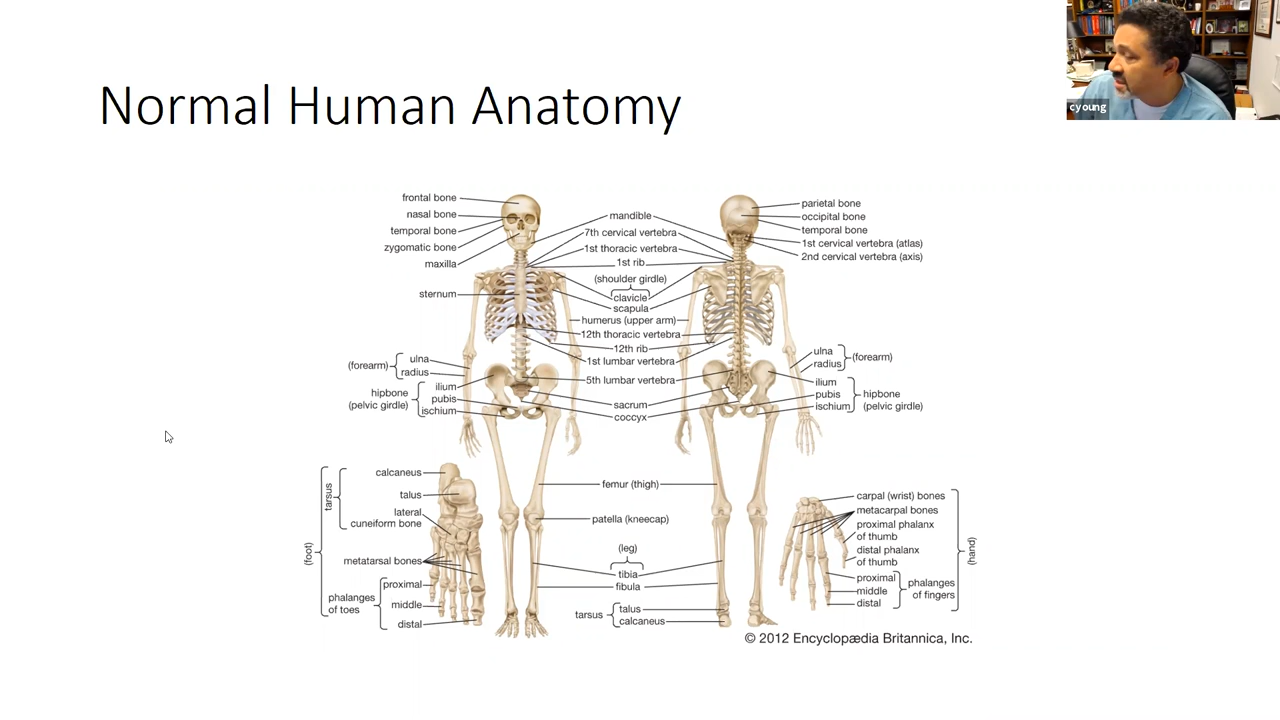 Normal Human Anatomy
cyoung
frontal bone
nasal bone
temporal bone
zygomatic bone
maxilla
sternum
(forearm)
ulna
radius
hipbone
(pelvic girdle)
ilium
pubis
ischium
mandible
7th cervical vertebra
1st thoracic vertebra
1st rib
(shoulder girdle)
clavicle
scapula
humerus (upper arm)
12th thoracic vertebra
12th rib
1st lumbar vertebra
5th lumbar vertebra
sacrum
coccyx
parietal bone
occipital bone
temporal bone
1st cervical vertebra (atlas)
2nd cervical vertebra (axis)
ulna
radius
(forearm)
ilium
pubis
ischium
hipbone
(pelvic girdle)
(foot)
tarsus
calcaneus
talus
lateral
cuneiform bone
metatarsal bones
phalanges
of toes
proximal
middle
distal
femur (thigh)
patella (kneecap)
(leg)
tibia
fibula
tarsus
talus
calcaneus
carpal (wrist) bones
metacarpal bones
proximal phalanx
of thumb
distal phalanx
of thumb
proximal
middle
distal
phalanges
of fingers
(hand)
© 2012 Encyclopædia Britannica, Inc.